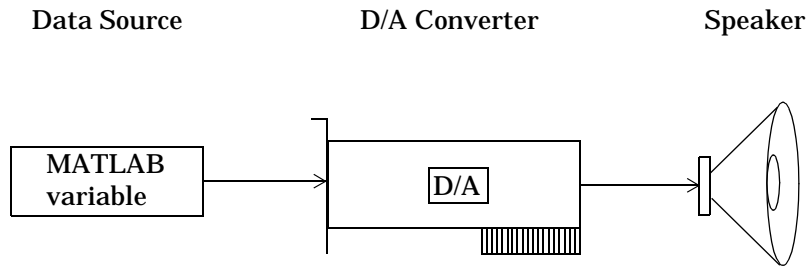 Data Source
D/A Converter
Speaker
MATLAB
variable
D/A